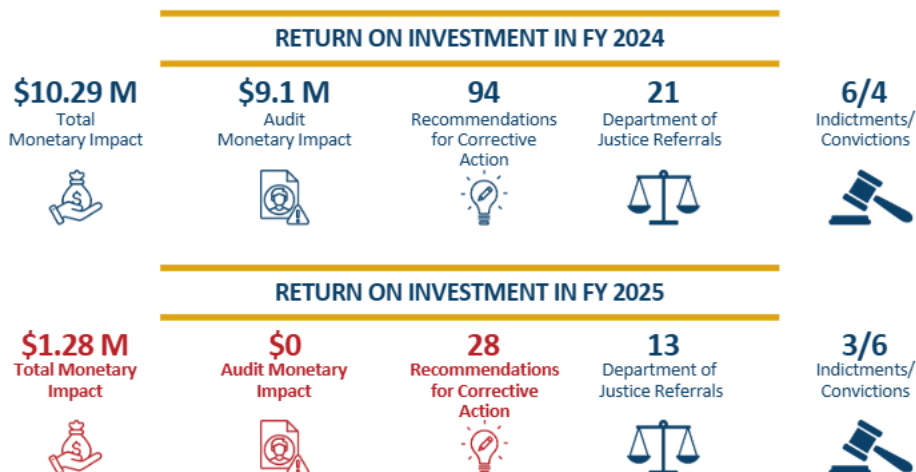 RETURN ON INVESTMENT IN FY 2024
$10.29 M
Total
Monetary Impact
$9.1 M
Audit
Monetary Impact
94
Recommendations
for Corrective
Action
21
Department of
Justice Referrals
6/4
Indictments/
Convictions
RETURN ON INVESTMENT IN FY 2025
$1.28 M
Total Monetary
Impact
$0
Audit Monetary
Impact
28
Recommendations
for Corrective
Action
13
Department of
Justice Referrals
3/6
Indictments/
Convictions